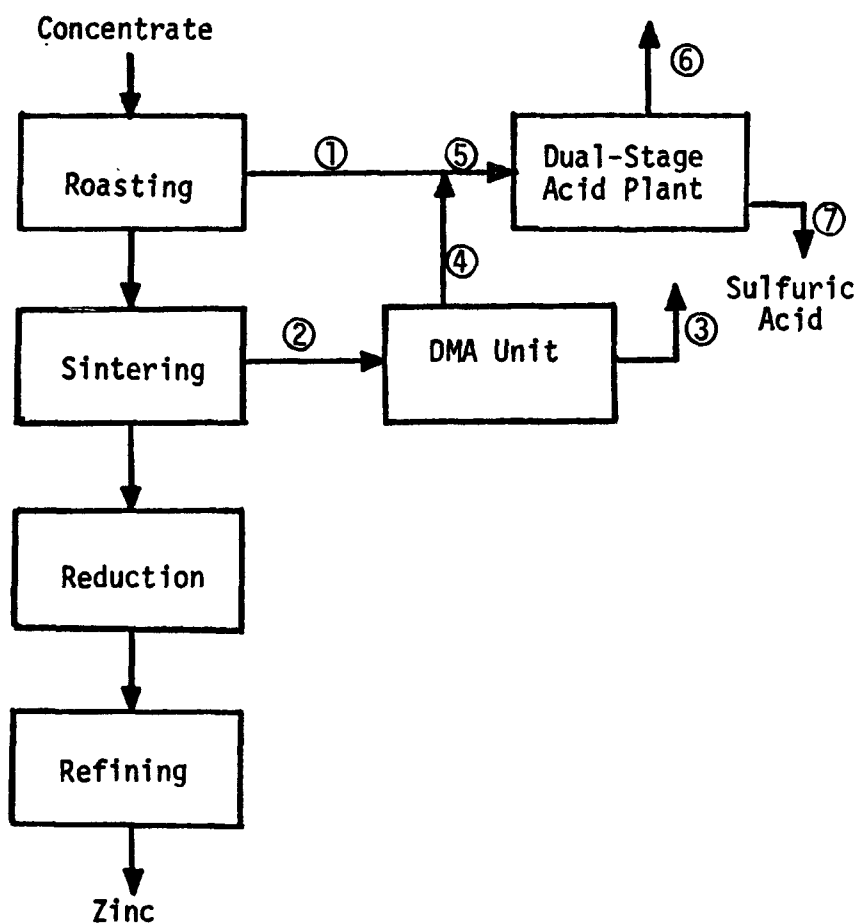 Concentrate
⑥
Roasting
①
⑤
Dual-Stage
Acid Plant
⑦
Sulfuric
Acid
④
Sintering
②
DMA Unit
③
Reduction
Refining
Zinc